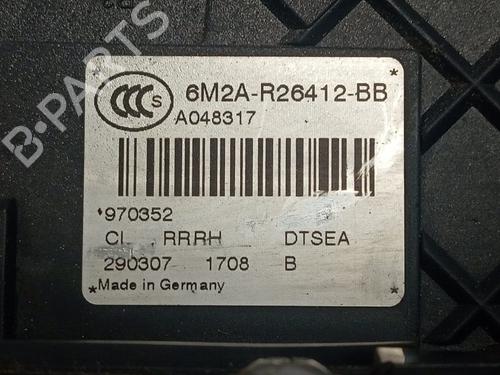 B-PARTS
CCC S
6M2A-R26412-BB
A048317
*970352
CI RRRH DTSEA
290307 1708 B
*Made in Germany *